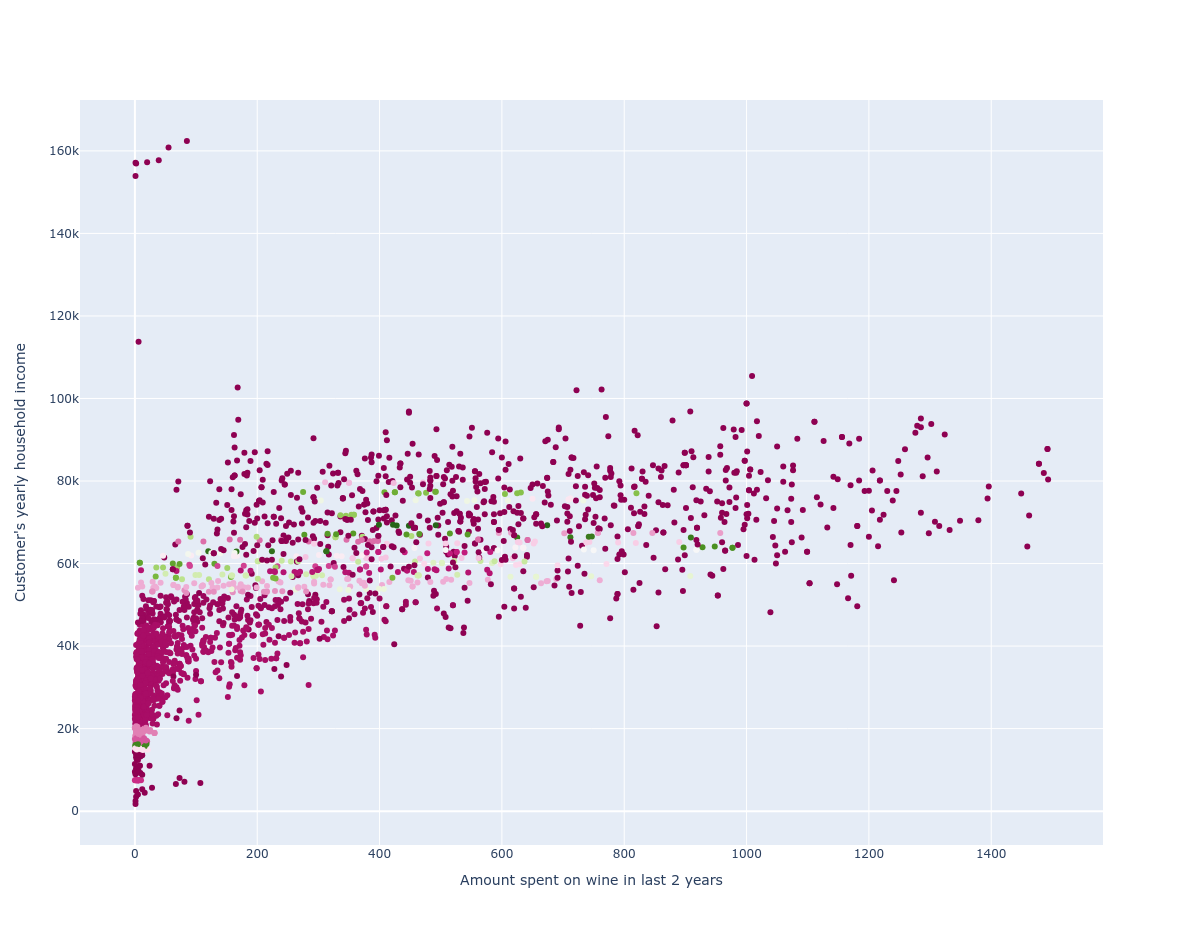 160k
140k
120k
100k
80k
60k
40k
20k
0
0 200 400 600 800 1000 1200 1400
Amount spent on wine in last 2 years
Customer's yearly household income